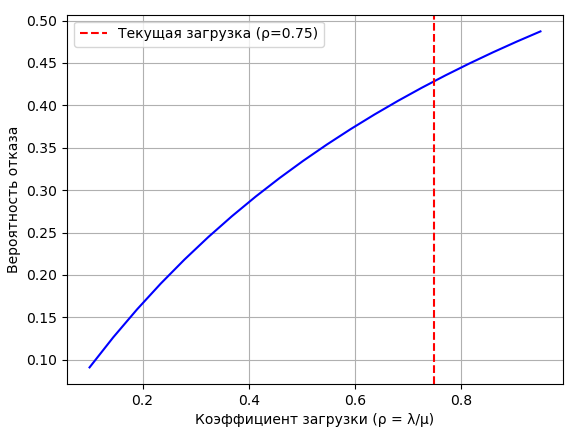 0.50
0.45
0.40
0.35
0.30
0.25
0.20
0.15
0.10
Вероятность отказа
Текущая загрузка (ρ=0.75)
0.2 0.4 0.6 0.8
Коэффициент загрузки (ρ = λ/μ)